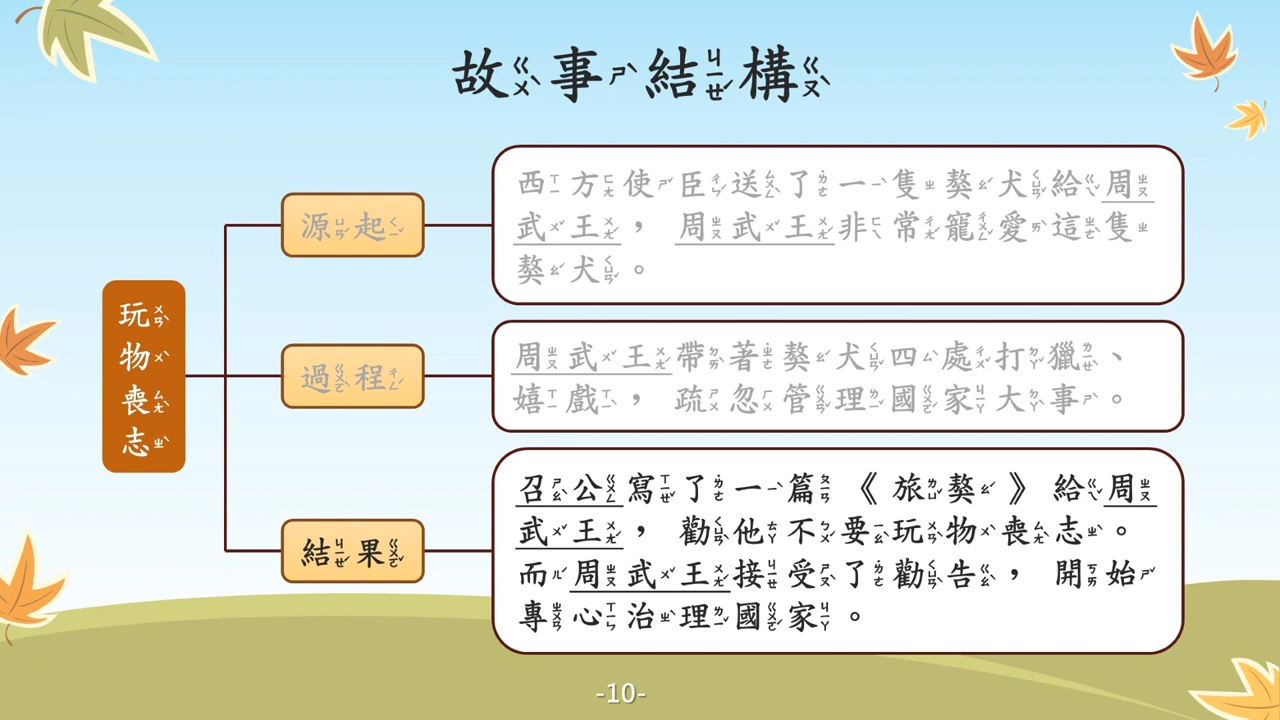 故事結構
玩物喪志
源起
西方使臣送了一隻獒犬給周
武王，周武王非常寵愛這隻
獒犬。
過程
周武王帶著獒犬四處打獵、
嬉戲，疏忽管理國家大事。
結果
召公寫了一篇《旅獒》給周
武王，勸他不要玩物喪志。
而周武王接受了勸告，開始
專心治理國家。
-10-